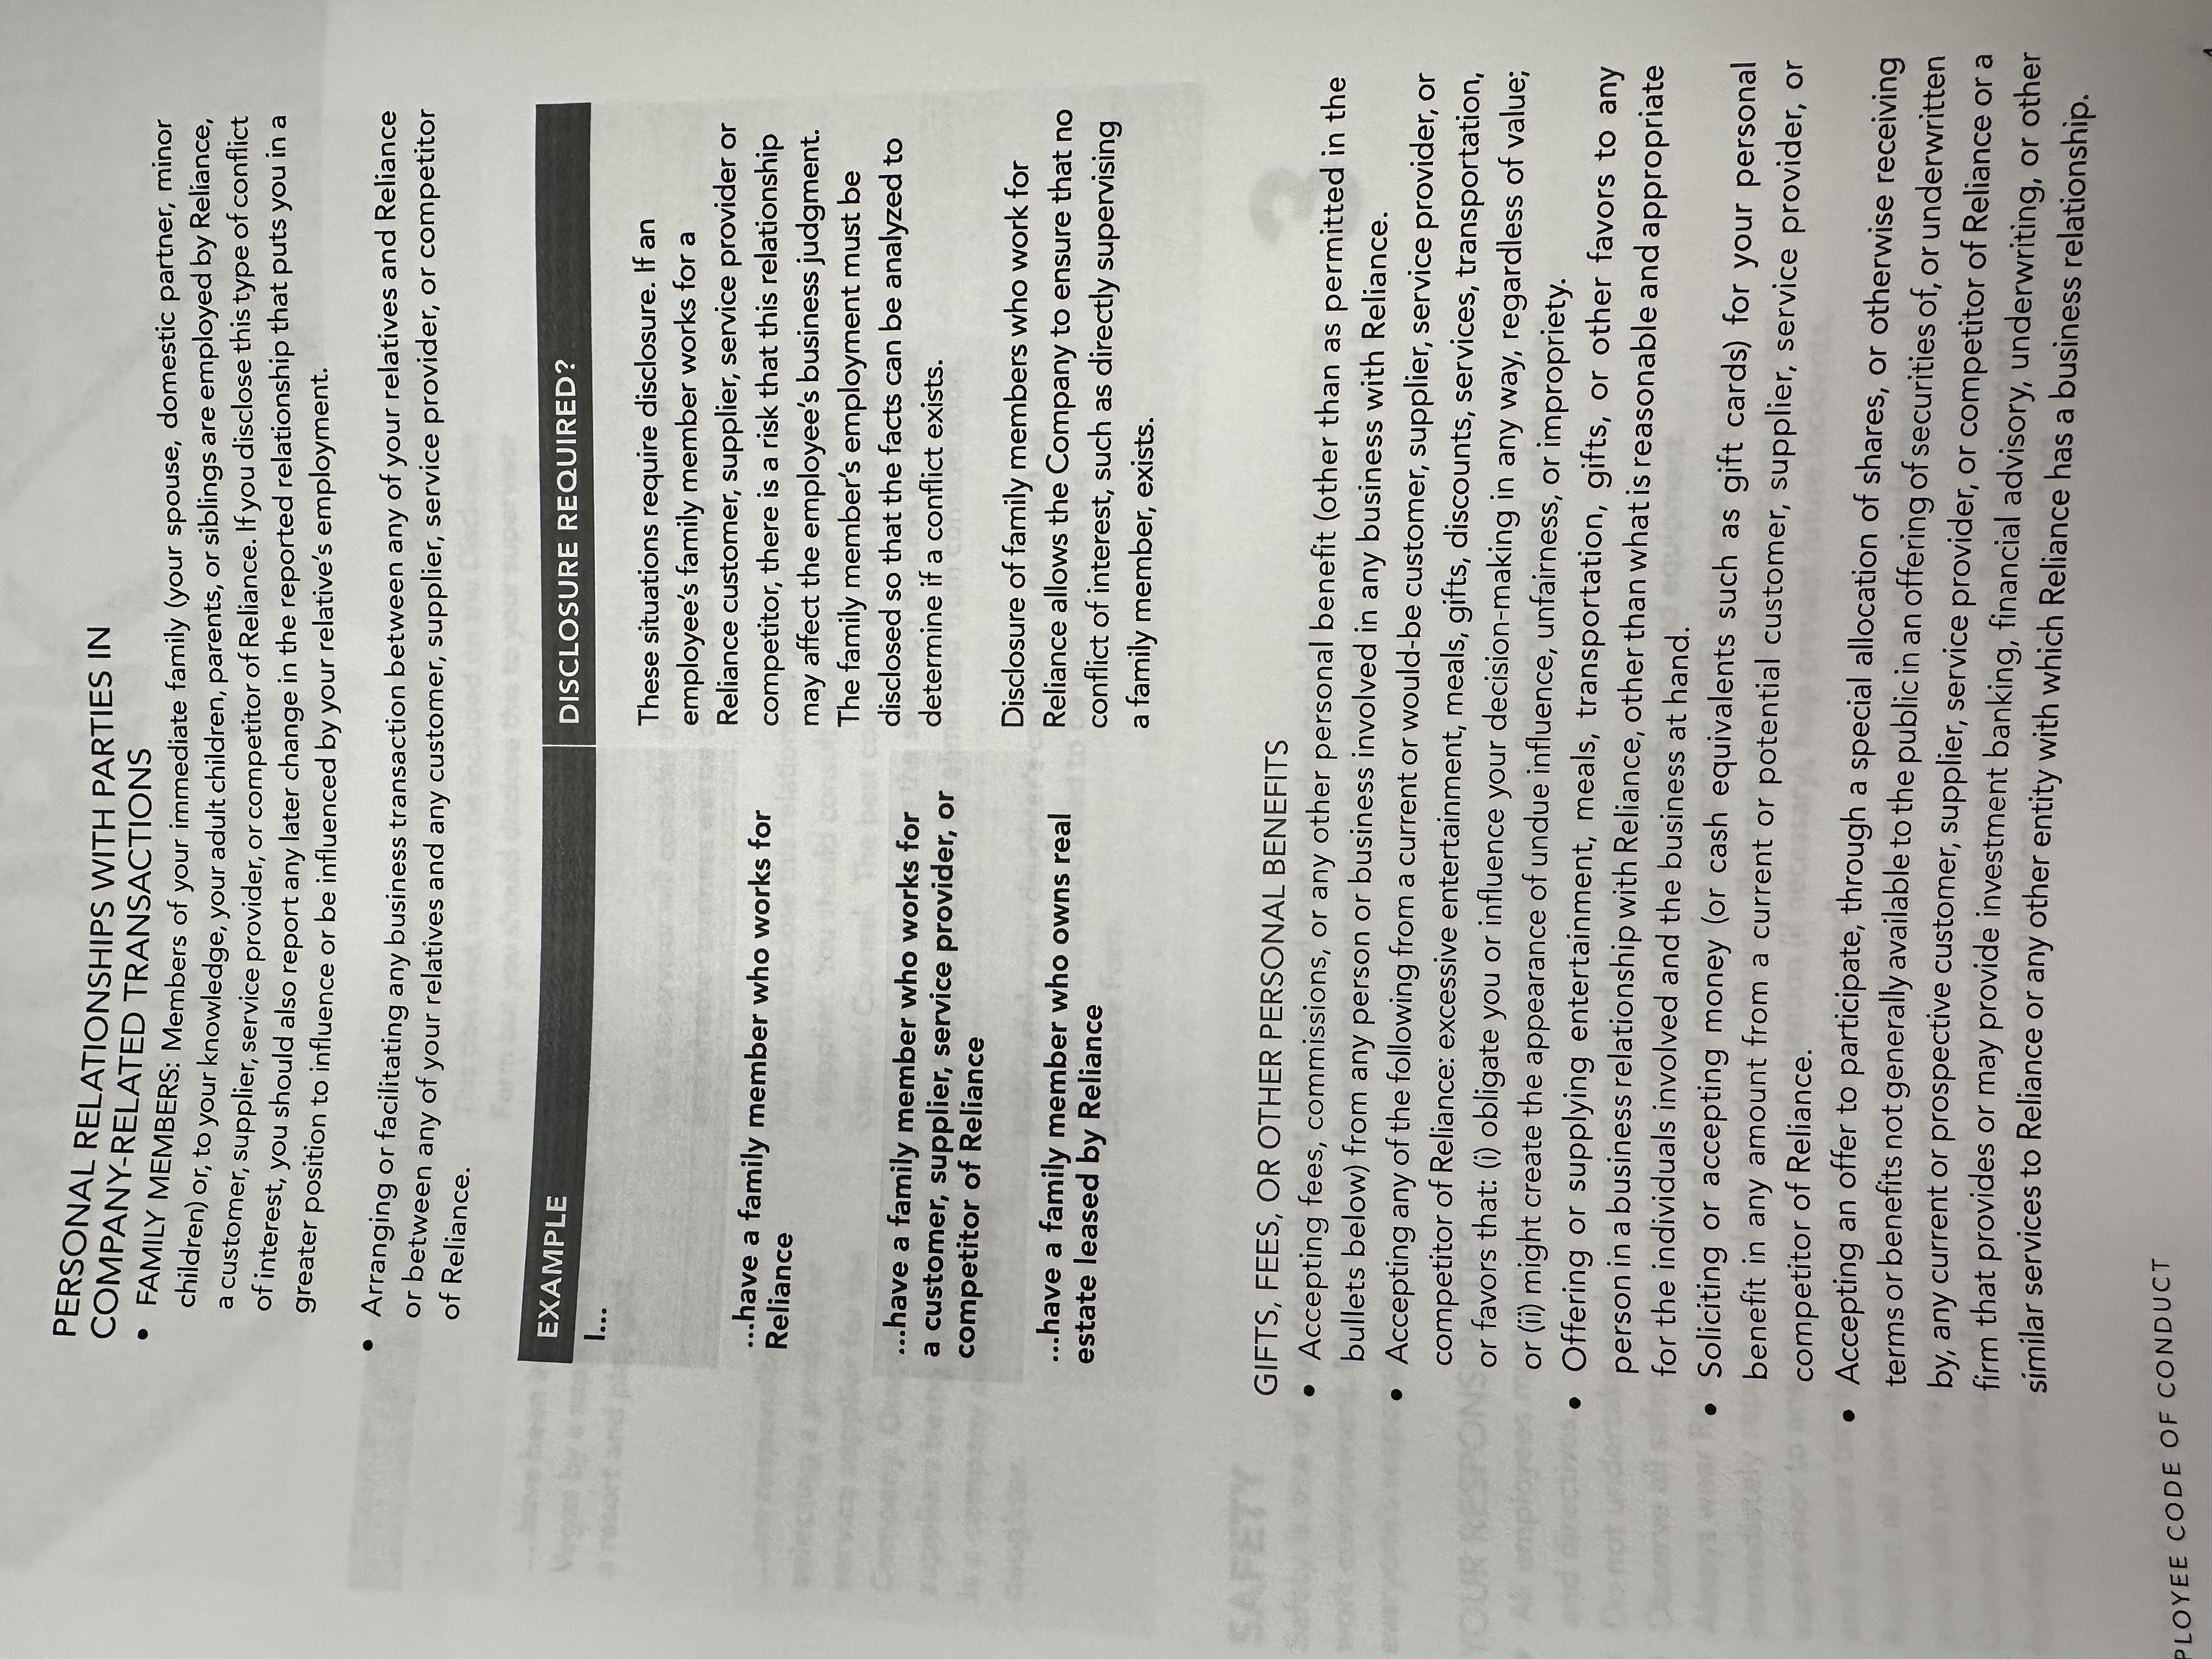 PERSONAL RELATIONSHIPS WITH PARTIES IN
COMPANY-RELATED TRANSACTIONS
• FAMILY MEMBERS: Members of your immediate family (your spouse, domestic partner, minor
children) or, to your knowledge, your adult children, parents, or siblings are employed by Reliance,
a customer, supplier, service provider, or competitor of Reliance. If you disclose this type of conflict
of interest, you should also report any later change in the reported relationship that puts you in a
greater position to influence or be influenced by your relative's employment.
• Arranging or facilitating any business transaction between any of your relatives and Reliance
or between any of your relatives and any customer, supplier, service provider, or competitor
of Reliance.
EXAMPLE
I...
...have a family member who works for
Reliance
...have a family member who works for
a customer, supplier, service provider, or
competitor of Reliance
...have a family member who owns real
estate leased by Reliance
DISCLOSURE REQUIRED?
These situations require disclosure. If an
employee's family member works for a
Reliance customer, supplier, service provider or
competitor, there is a risk that this relationship
may affect the employee's business judgment.
The family member's employment must be
disclosed so that the facts can be analyzed to
determine if a conflict exists.
Disclosure of family members who work for
Reliance allows the Company to ensure that no
conflict of interest, such as directly supervising
a family member, exists.
GIFTS, FEES, OR OTHER PERSONAL BENEFITS
• Accepting fees, commissions, or any other personal benefit (other than as permitted in the
bullets below) from any person or business involved in any business with Reliance.
• Accepting any of the following from a current or would-be customer, supplier, service provider, or
competitor of Reliance: excessive entertainment, meals, gifts, discounts, services, transportation,
or favors that: (i) obligate you or influence your decision-making in any way, regardless of value;
or (ii) might create the appearance of undue influence, unfairness, or impropriety.
• Offering or supplying entertainment, meals, transportation, gifts, or other favors to any
person in a business relationship with Reliance, other than what is reasonable and appropriate
for the individuals involved and the business at hand.
• Soliciting or accepting money (or cash equivalents such as gift cards) for your personal
benefit in any amount from a current or potential customer, supplier, service provider, or
competitor of Reliance.
• Accepting an offer to participate, through a special allocation of shares, or otherwise receiving
terms or benefits not generally available to the public in an offering of securities of, or underwritten
by, any current or prospective customer, supplier, service provider, or competitor of Reliance or a
firm that provides or may provide investment banking, financial advisory, underwriting, or other
similar services to Reliance or any other entity with which Reliance has a business relationship.
PLOYEE CODE OF CONDUCT